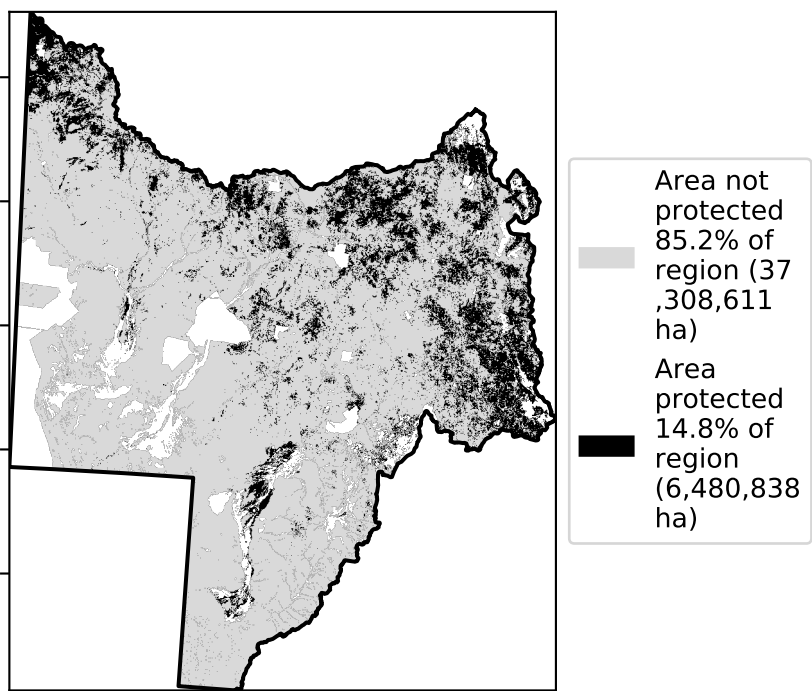 Area not
protected
85.2% of
region (37
,308,611
ha)
Area
protected
14.8% of
region
(6,480,838
ha)